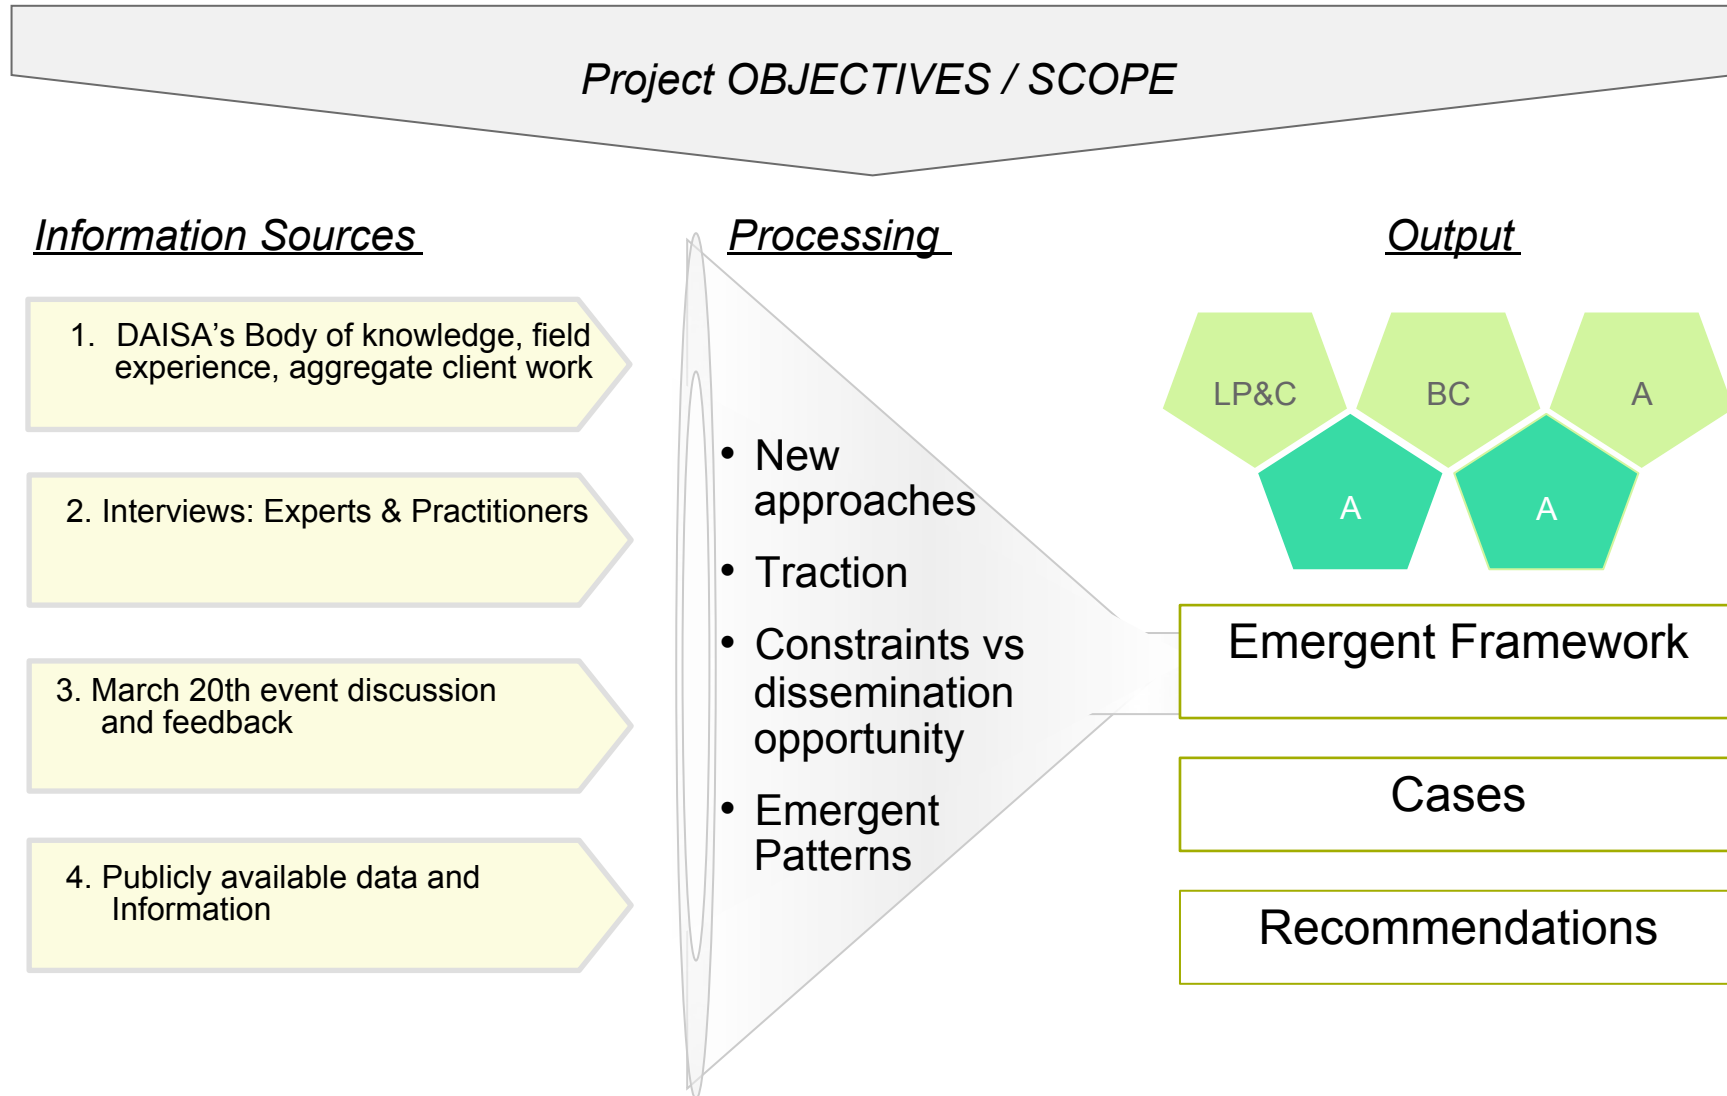 Project OBJECTIVES / SCOPE
Information Sources
1. DAISA’s Body of knowledge, field
experience, aggregate client work
2. Interviews: Experts & Practitioners
3. March 20th event discussion
and feedback
4. Publicly available data and
Information
Processing
• New
approaches
• Traction
• Constraints vs
dissemination
opportunity
• Emergent
Patterns
Output
LP&C
BC
A
A
A
Emergent Framework
Cases
Recommendations